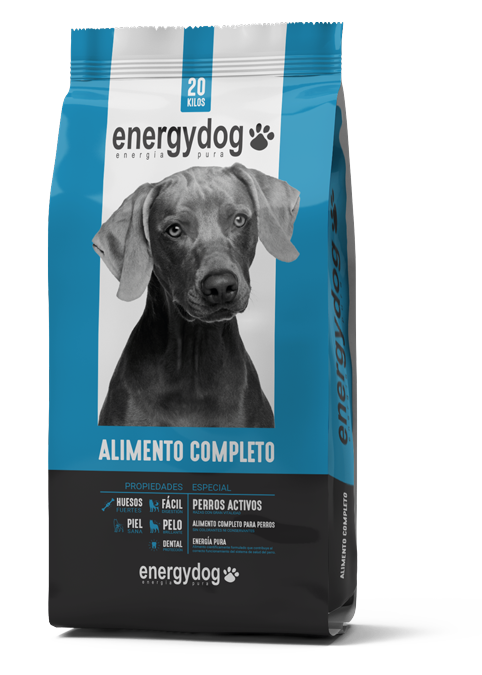 20
KILOS
energydog
energía pura
ALIMENTO COMPLETO
PROPIEDADES
HUESOS
FUERTES
FÁCIL
DIGESTIÓN
PIEL
SANA
PELO
BRILLANTE
DENTAL
ESPECIAL
PERROS ACTIVOS
ALIMENTO COMPLETO PARA PERROS
ENERGÍA PURA
energydog
energía pura
energydog
ALIMENTO COMPLETO